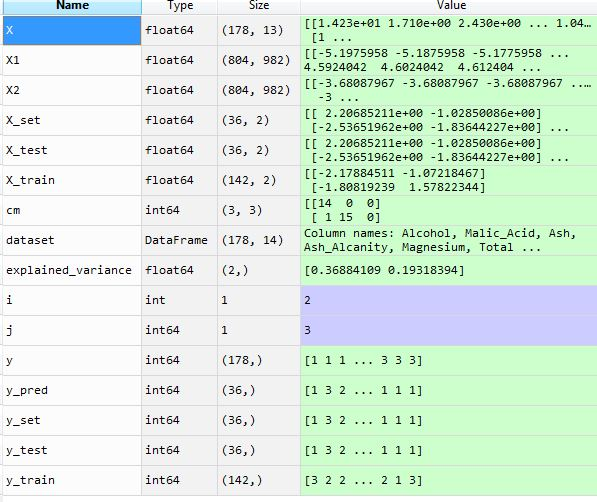 Name Type Size Value
X float64 (178, 13) [[1.423e+01 1.710e+00 2.430e+00 ... 1.04…
[1 ...
X1 float64 (804, 982) [[-5.1975958 -5.1875958 -5.1775958 ...
4.5924042 4.6024042 4.612404 ...
X2 float64 (804, 982) [[-3.68087967 -3.68087967 -3.68087967 ..…
-3 ...
X_set float64 (36, 2) [[ 2.20685211e+00 -1.02850086e+00]
[-2.53651962e+00 -1.83644227e+00] ...
X_test float64 (36, 2) [[ 2.20685211e+00 -1.02850086e+00]
[-2.53651962e+00 -1.83644227e+00] ...
X_train float64 (142, 2) [[-2.17884511 -1.07218467]
[-1.80819239 1.57822344]
cm int64 (3, 3) [[14 0 0]
[ 1 15 0]
dataset DataFrame (178, 14) Column names: Alcohol, Malic_Acid, Ash,
Ash_Alcanity, Magnesium, Total ...
explained_variance float64 (2,) [0.36884109 0.19318394]
i int 1 2
j int64 1 3
y int64 (178,) [1 1 1 ... 3 3 3]
y_pred int64 (36,) [1 3 2 ... 1 1 1]
y_set int64 (36,) [1 3 2 ... 1 1 1]
y_test int64 (36,) [1 3 2 ... 1 1 1]
y_train int64 (142,) [3 2 2 ... 2 1 3]